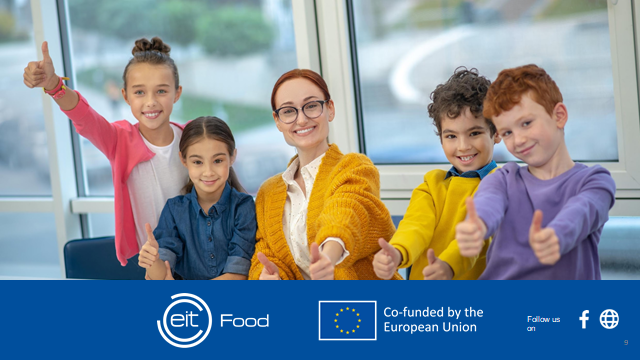 eit Food
Co-funded by the
European Union
Follow us
on
9